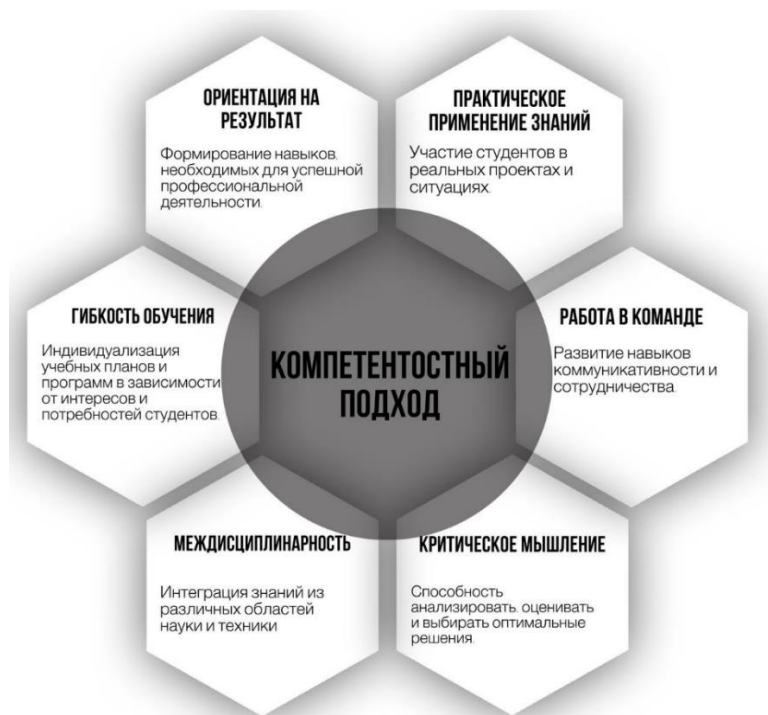 ОРИЕНТАЦИЯ НА
РЕЗУЛЬТАТ
Формирование навыков,
необходимых для успешной
профессиональной
деятельности.
ПРАКТИЧЕСКОЕ
ПРИМЕНЕНИЕ ЗНАНИЙ
Участие студентов в
реальных проектах и
ситуациях.
ГИБКОСТЬ ОБУЧЕНИЯ
Индивидуализация
учебных планов и
программ в зависимости
от интересов и
потребностей студентов.
КОМПЕТЕНТОСТНЫЙ
ПОДХОД
РАБОТА В КОМАНДЕ
Развитие навыков
коммуникативности и
сотрудничества.
МЕЖДИСЦИПЛИНАРНОСТЬ
Интеграция знаний из
различных областей
науки и техники
КРИТИЧЕСКОЕ МЫШЛЕНИЕ
Способность
анализировать, оценивать
и выбирать оптимальные
решения.